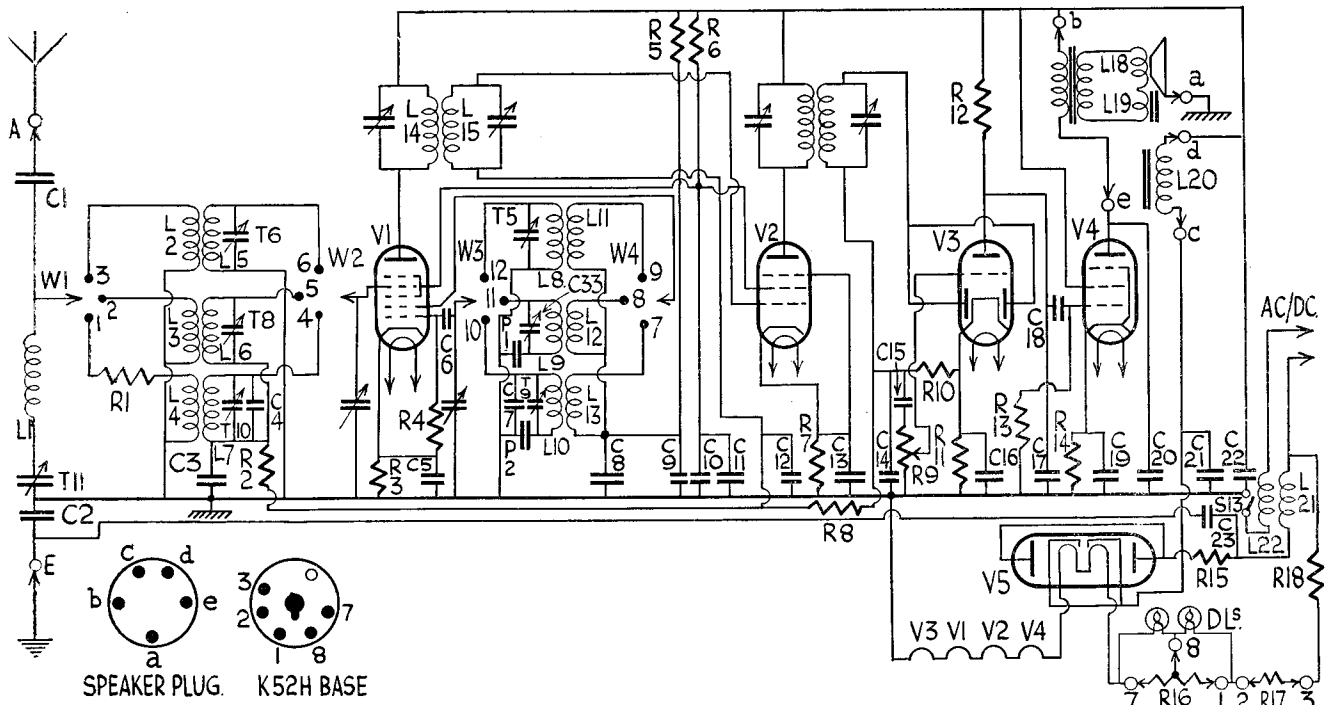 A
C1
W1
3
2
1
R1
L1
T11
C2
E
L2
L3
L4
T6
L5
T8
L6
T10
L7
C4
C3
R2
6
5
4
W2
V1
L14
L15
C6
R4
R3
C5
R5
R6
W3
12
11
10
T5
L8
L11
C33
P1
L9
L12
C7
T9
P2
L10
L13
W4
9
8
7
C8
C9
C10
C11
C12
V2
R7
C13
C14
R8
R12
V3
C15
R10
R9
R11
C16
R13
C17
C18
V4
R14
C19
C20
C21
C22
b
L18
L19
a
d
L20
e
c
AC/DC.
S13
L21
L22
C23
V5
R15
R18
DLs.
8
V3 V1 V2 V4
7 R16 1 2 R17 3
c d
b e
a
SPEAKER PLUG.
3
2
1
8
7
K52H BASE